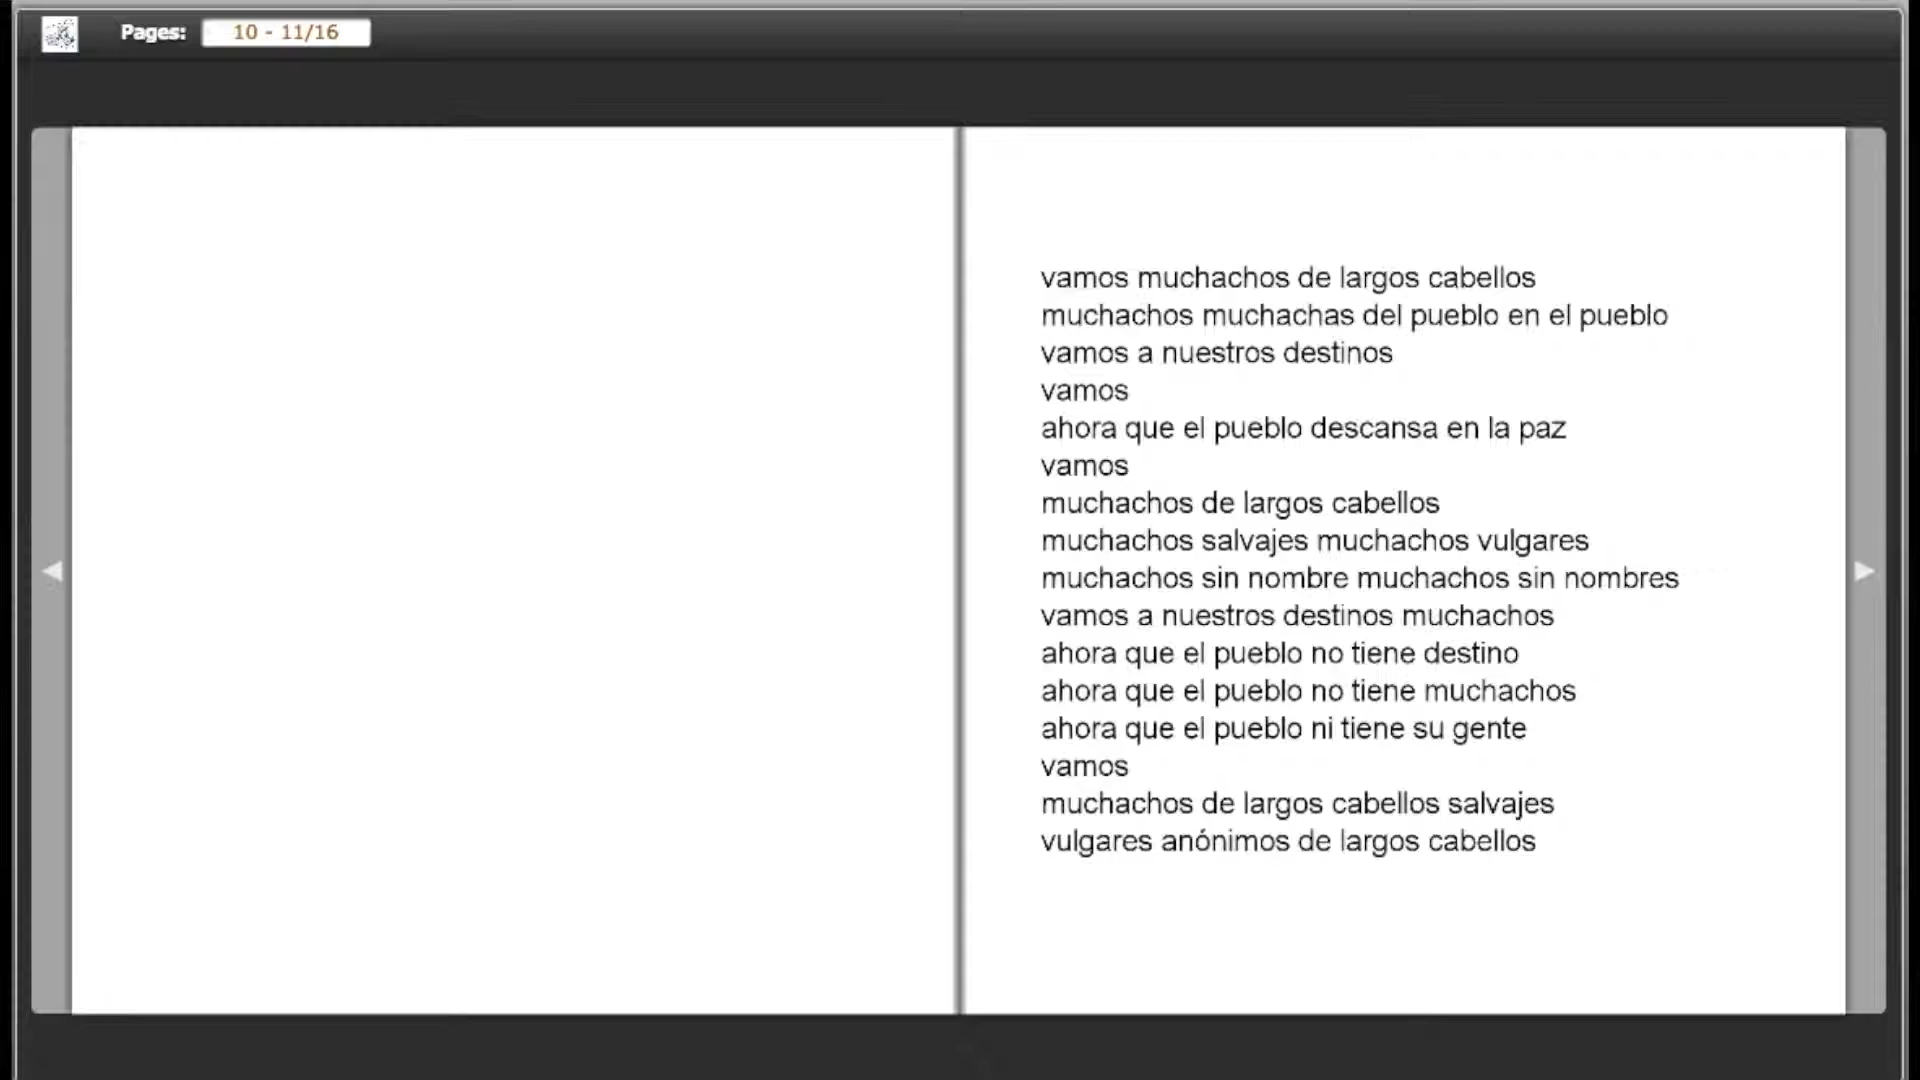 Pages: 10 - 11/16
vamos muchachos de largos cabellos
muchachos muchachas del pueblo en el pueblo
vamos a nuestros destinos
vamos
ahora que el pueblo descansa en la paz
vamos
muchachos de largos cabellos
muchachos salvajes muchachos vulgares
muchachos sin nombre muchachos sin nombres
vamos a nuestros destinos muchachos
ahora que el pueblo no tiene destino
ahora que el pueblo no tiene muchachos
ahora que el pueblo ni tiene su gente
vamos
muchachos de largos cabellos salvajes
vulgares anónimos de largos cabellos